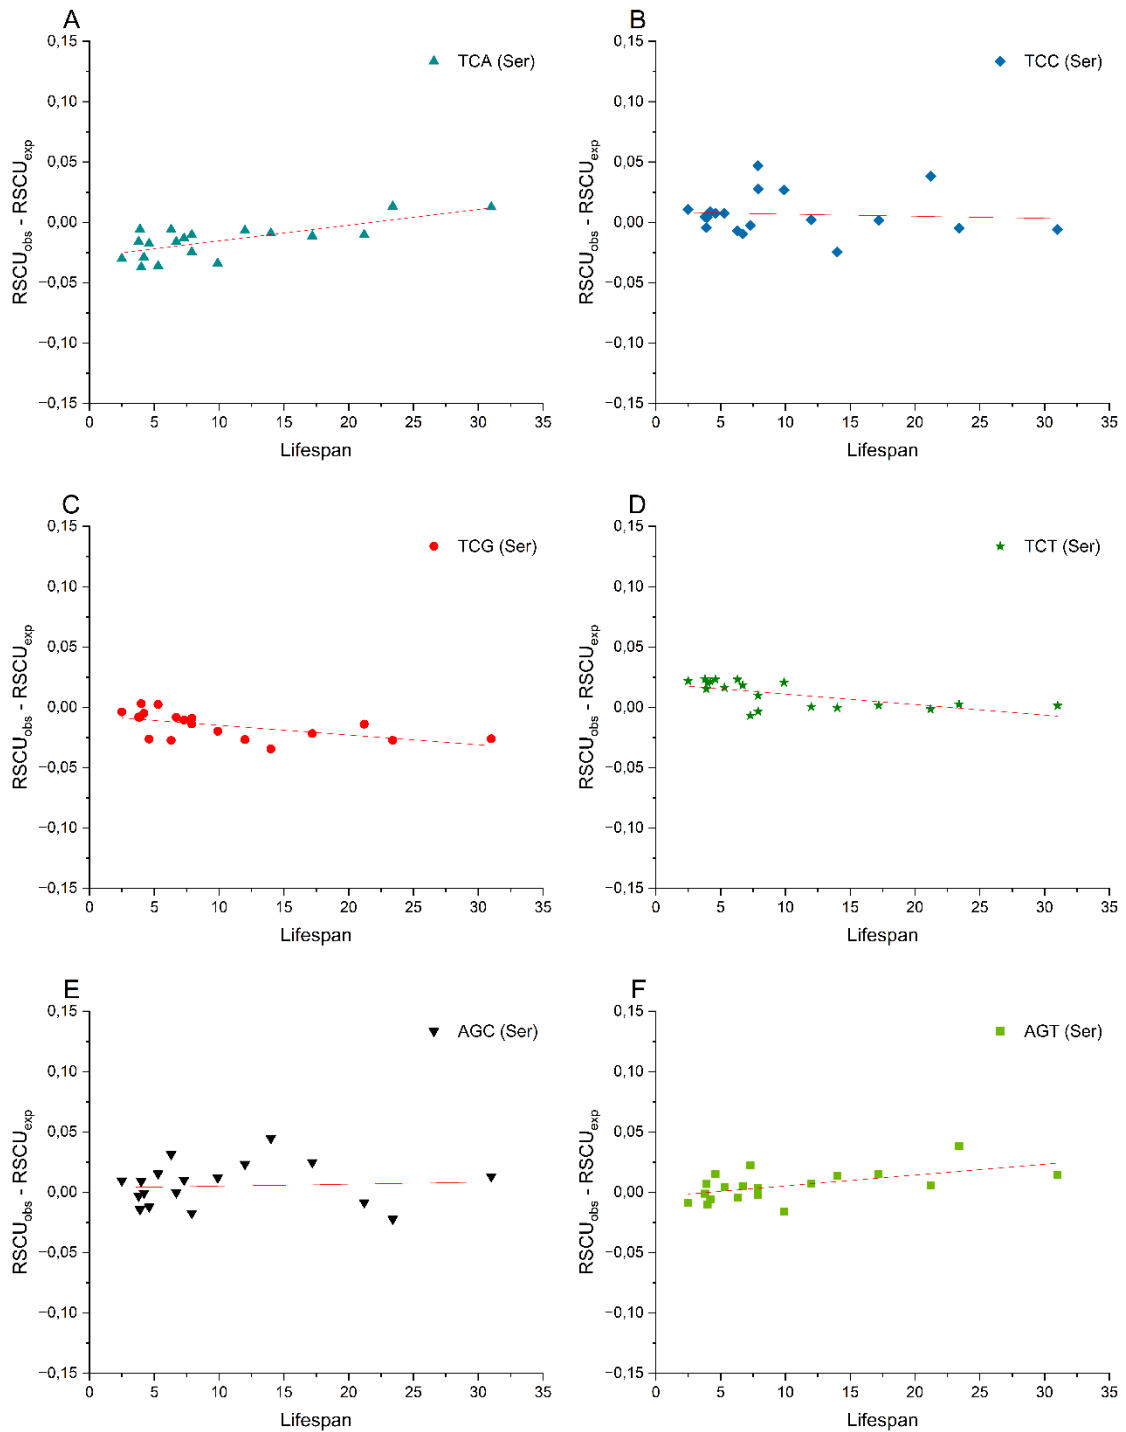 A
TCA (Ser)
0,15
0,10
0,05
0,00
−0,05
−0,10
−0,15
RSCUobs - RSCUexp
0 5 10 15 20 25 30 35
Lifespan
B
TCC (Ser)
0,15
0,10
0,05
0,00
−0,05
−0,10
−0,15
RSCUobs - RSCUexp
0 5 10 15 20 25 30 35
Lifespan
C
TCG (Ser)
0,15
0,10
0,05
0,00
−0,05
−0,10
−0,15
RSCUobs - RSCUexp
0 5 10 15 20 25 30 35
Lifespan
D
TCT (Ser)
0,15
0,10
0,05
0,00
−0,05
−0,10
−0,15
RSCUobs - RSCUexp
0 5 10 15 20 25 30 35
Lifespan
E
AGC (Ser)
0,15
0,10
0,05
0,00
−0,05
−0,10
−0,15
RSCUobs - RSCUexp
0 5 10 15 20 25 30 35
Lifespan
F
AGT (Ser)
0,15
0,10
0,05
0,00
−0,05
−0,10
−0,15
RSCUobs - RSCUexp
0 5 10 15 20 25 30 35
Lifespan